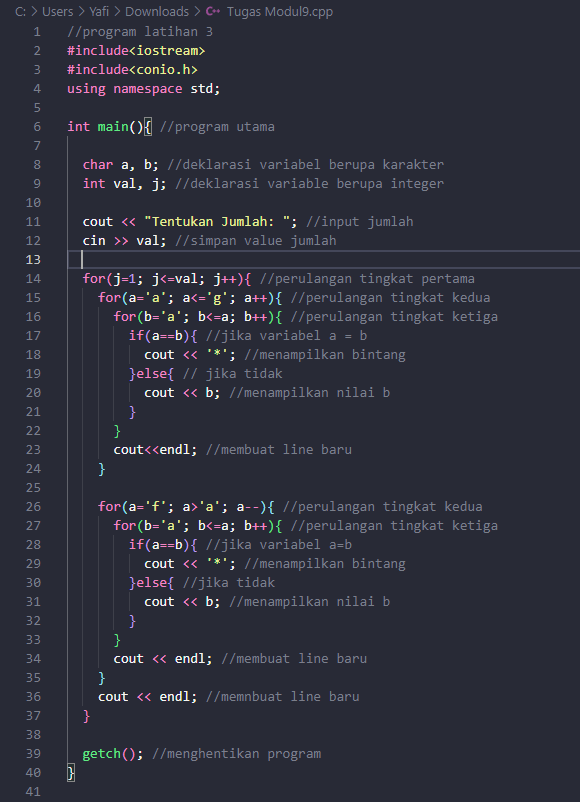 C: > Users > Yafi > Downloads > C++ Tugas Modul9.cpp
1 //program latihan 3
2 #include<iostream>
3 #include<conio.h>
4 using namespace std;
5
6 int main(){ //program utama
7
8 char a, b; //deklarasi variabel berupa karakter
9 int val, j; //deklarasi variable berupa integer
10
11 cout << "Tentukan Jumlah: "; //input jumlah
12 cin >> val; //simpan value jumlah
13
14 for(j=1; j<=val; j++){ //perulangan tingkat pertama
15 for(a='a'; a<='g'; a++){ //perulangan tingkat kedua
16 for(b='a'; b<=a; b++){ //perulangan tingkat ketiga
17 if(a==b){ //jika variabel a = b
18 cout << '*'; //menampilkan bintang
19 }else{ // jika tidak
20 cout << b; //menampilkan nilai b
21 }
22 }
23 cout<<endl; //membuat line baru
24 }
25
26 for(a='f'; a>'a'; a--){ //perulangan tingkat kedua
27 for(b='a'; b<=a; b++){ //perulangan tingkat ketiga
28 if(a==b){ //jika variabel a=b
29 cout << '*'; //menampilkan bintang
30 }else{ //jika tidak
31 cout << b; //menampilkan nilai b
32 }
33 }
34 cout << endl; //membuat line baru
35 }
36 cout << endl; //memnbuat line baru
37 }
38
39 getch(); //menghentikan program
40 }
41